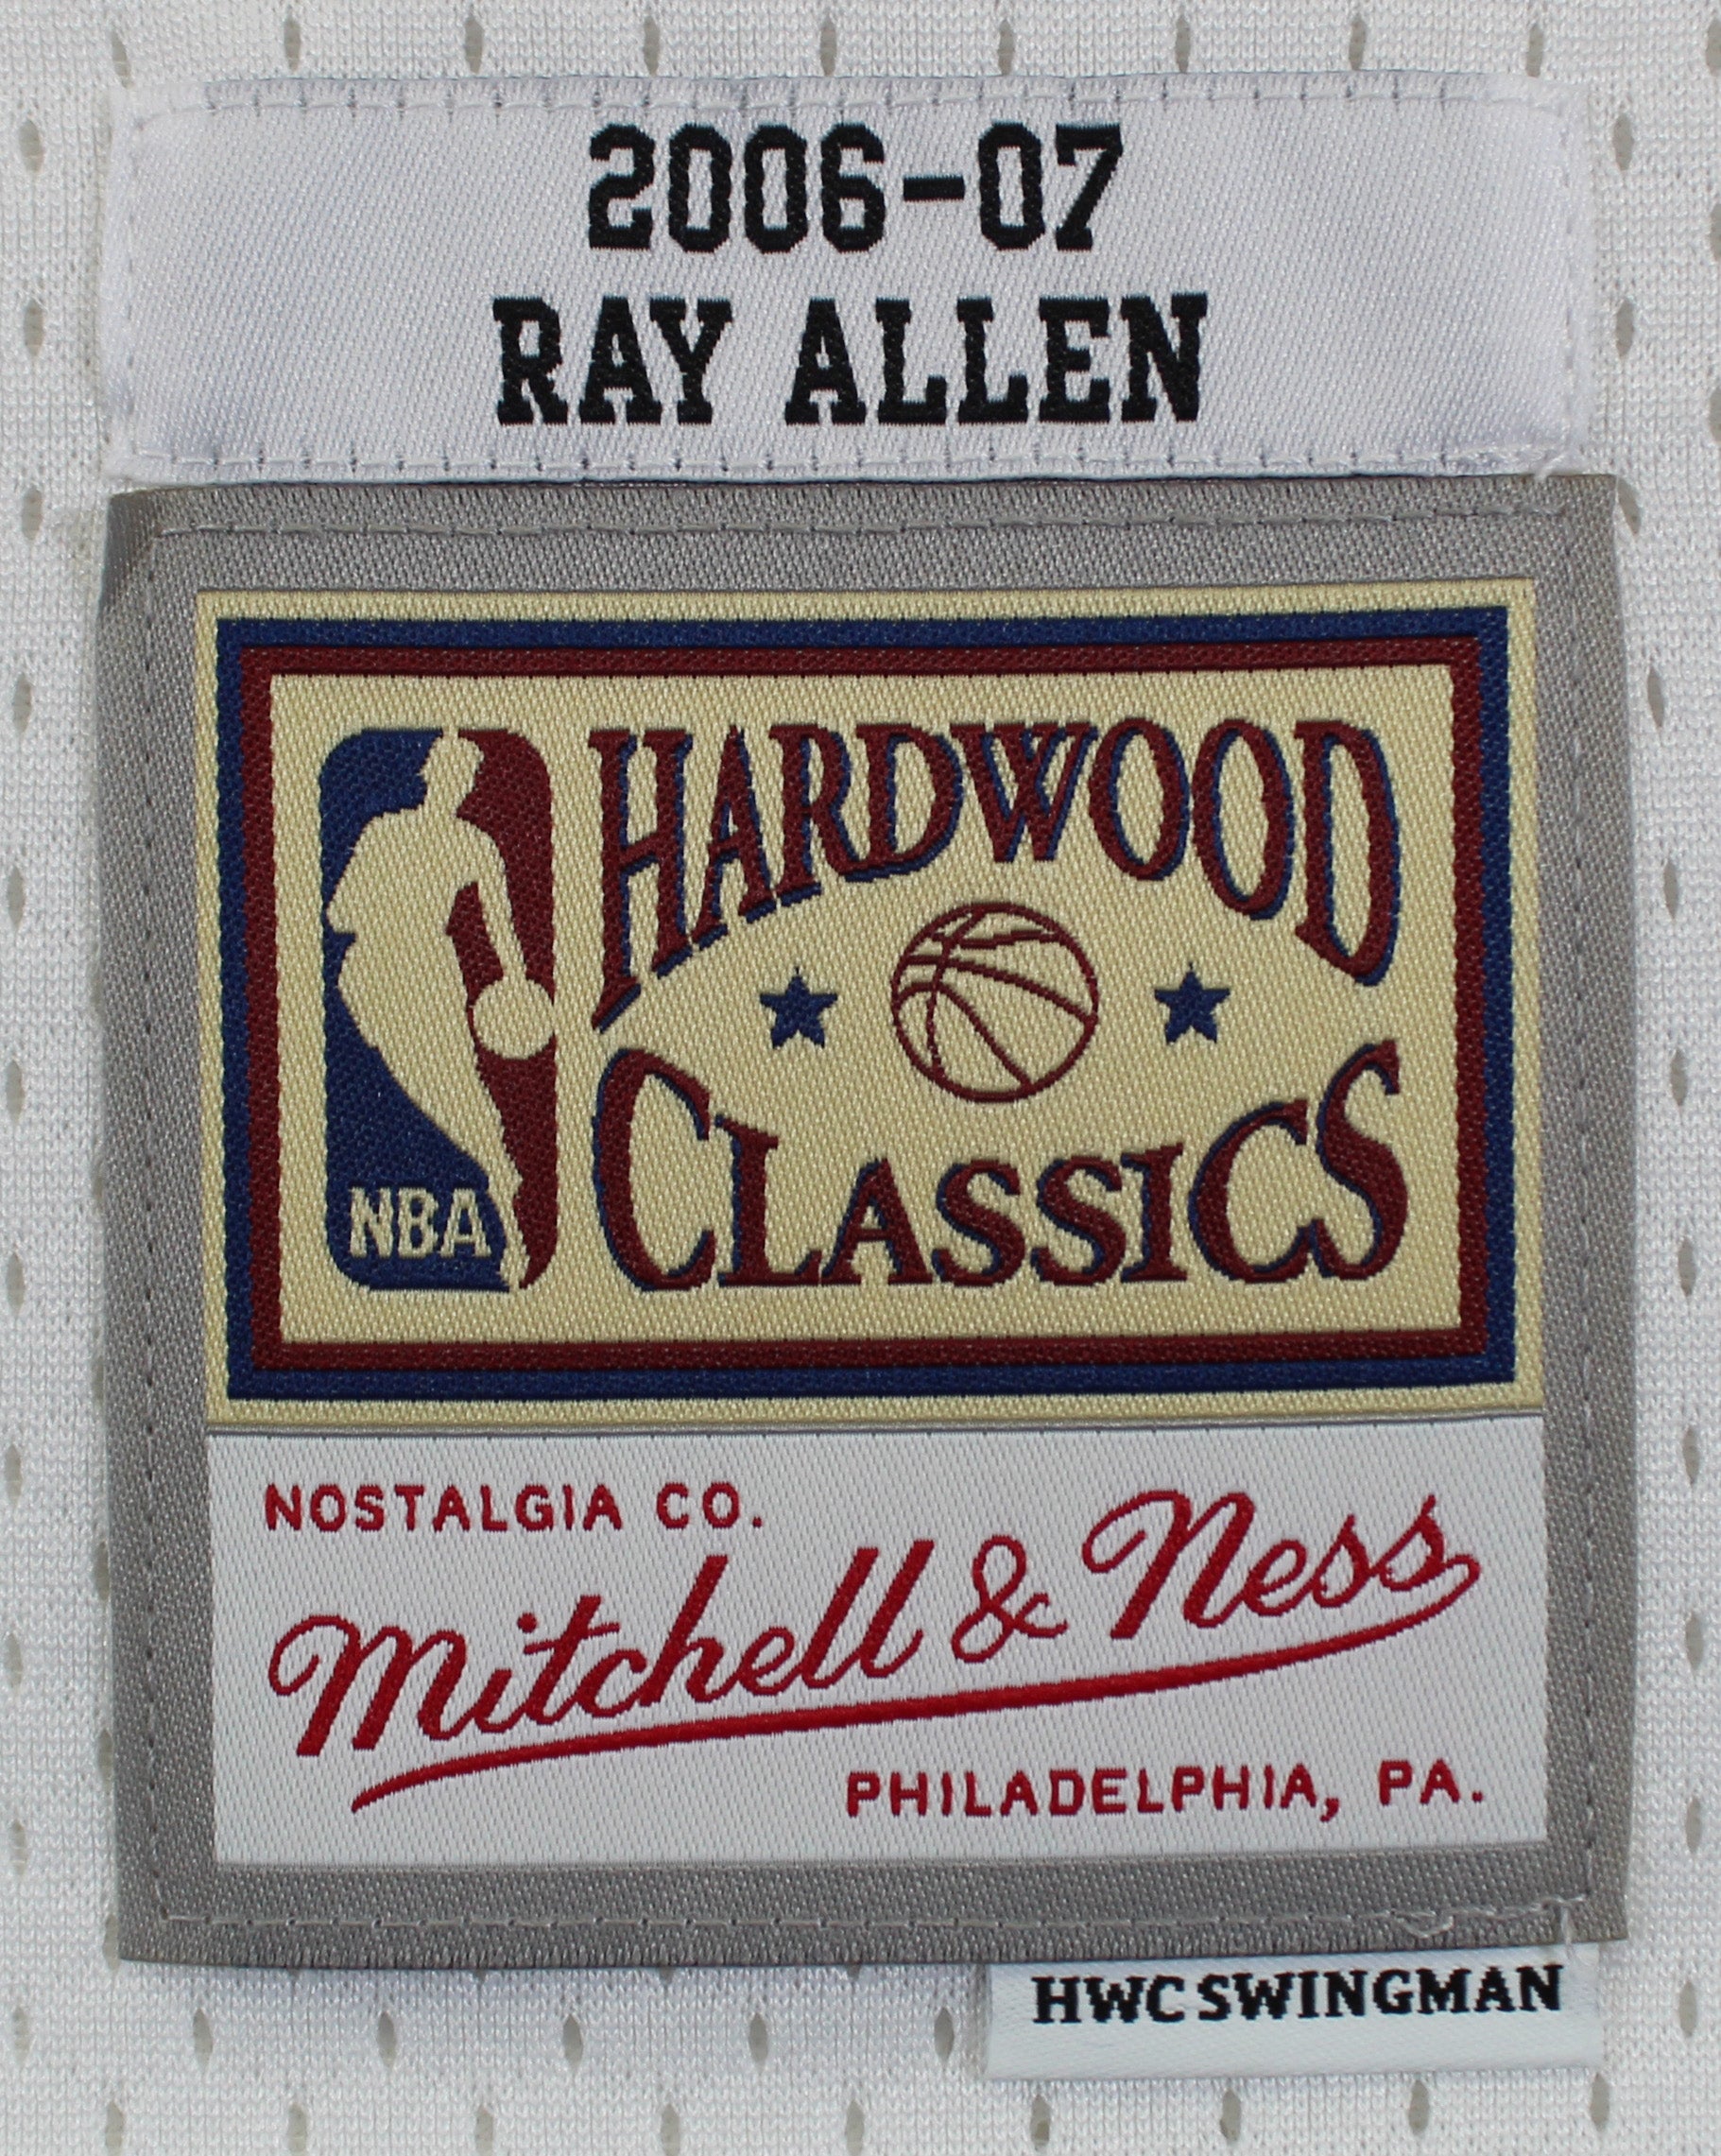 2006-07
RAY ALLEN
HARDWOOD
CLASSICS
NBA
NOSTALGIA CO.
Mitchell & Ness
PHILADELPHIA, PA.
HWC SWINGMAN